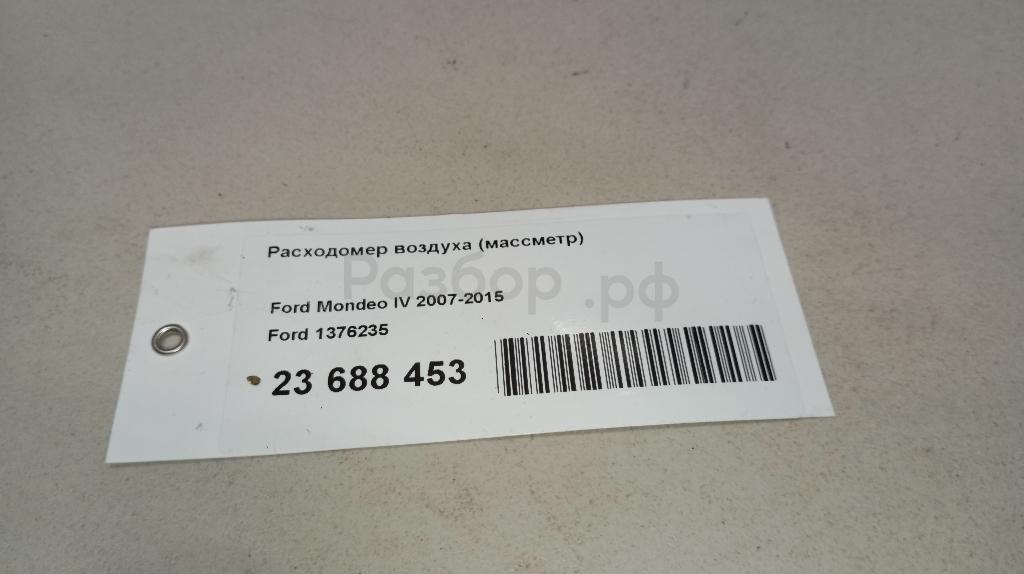 Расходомер воздуха (массметр)
Разбор.рф
Ford Mondeo IV 2007-2015
Ford 1376235
23 688 453